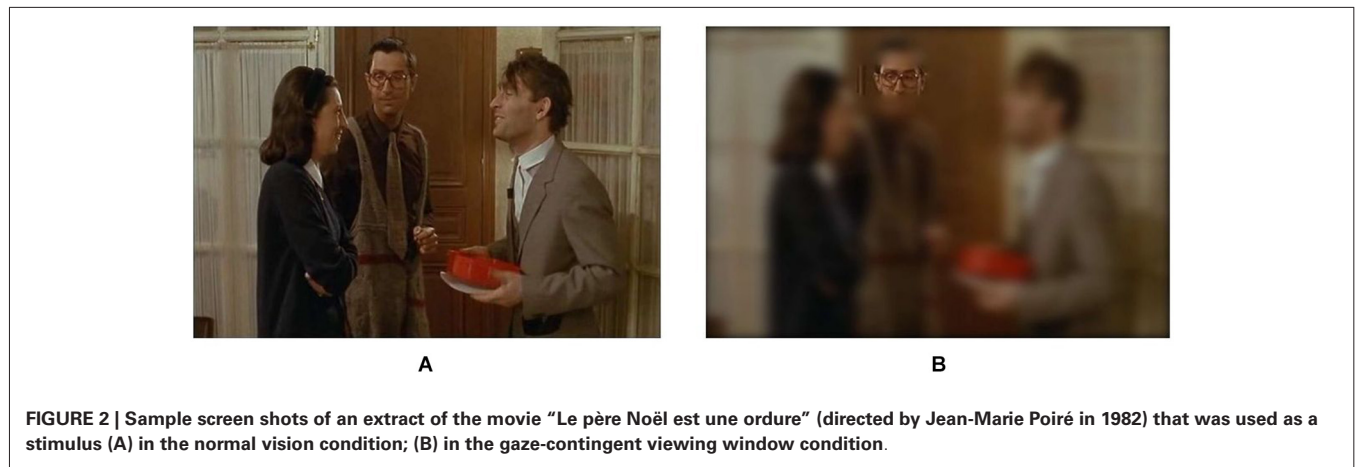 A
B
FIGURE 2 | Sample screen shots of an extract of the movie “Le père Noël est une ordure” (directed by Jean-Marie Poiré in 1982) that was used as a
stimulus (A) in the normal vision condition; (B) in the gaze-contingent viewing window condition.